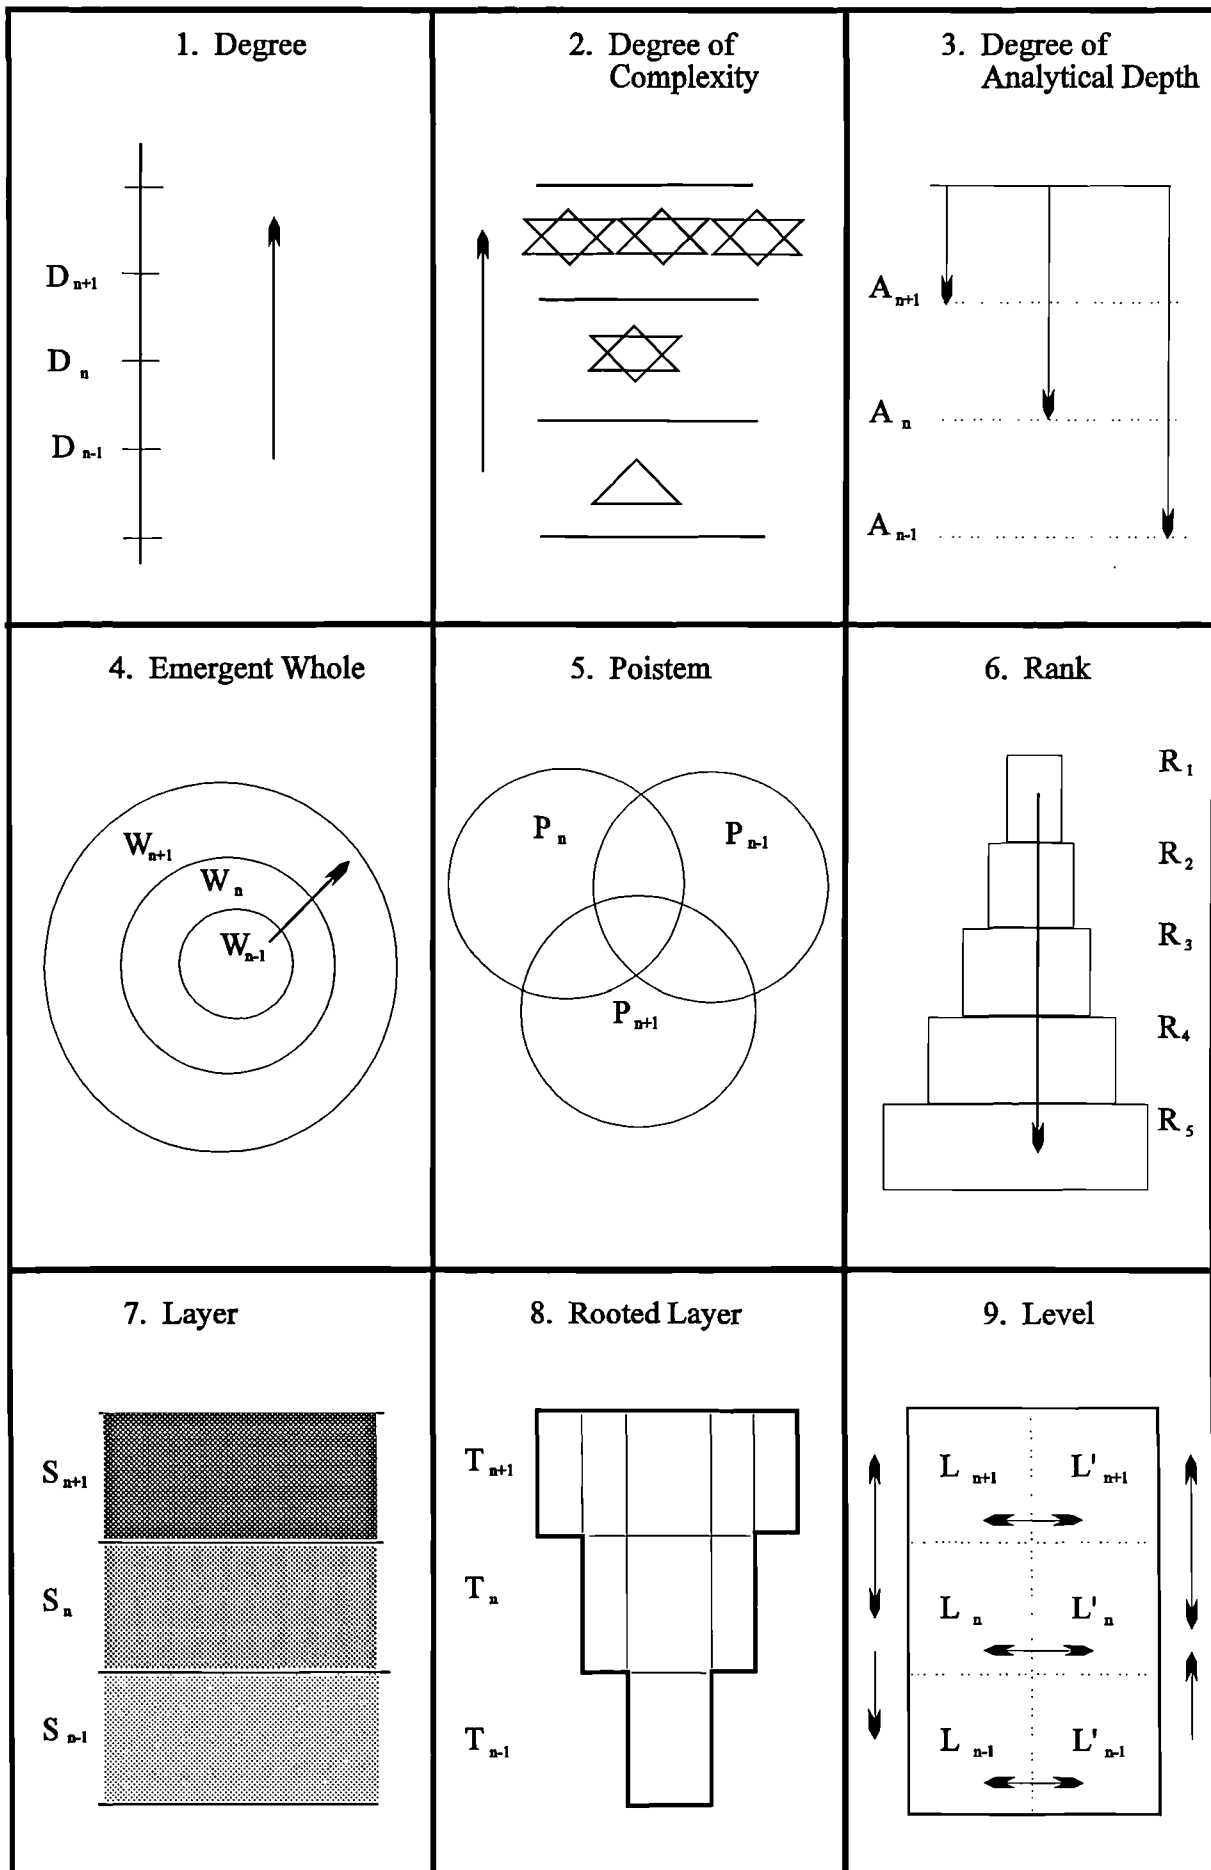 1. Degree
D n+1
D n
D n-1
2. Degree of
Complexity
3. Degree of
Analytical Depth
A n+1
A n
A n-1
4. Emergent Whole
W n+1
W n
W n-1
5. Poistem
P n
P n-1
P n+1
6. Rank
R 1
R 2
R 3
R 4
R 5
7. Layer
S n+1
S n
S n-1
8. Rooted Layer
T n+1
T n
T n-1
9. Level
L n+1 L' n+1
L n L' n
L n-1 L' n-1